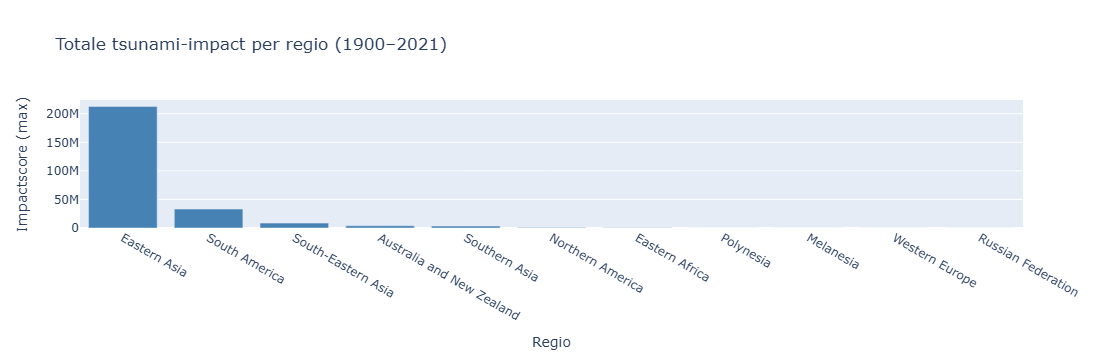 Totale tsunami-impact per regio (1900–2021)
Impactscore (max)
200M
150M
100M
50M
0
Eastern Asia
South America
South-Eastern Asia
Australia and New Zealand
Southern Asia
Northern America
Eastern Africa
Polynesia
Melanesia
Western Europe
Russian Federation
Regio